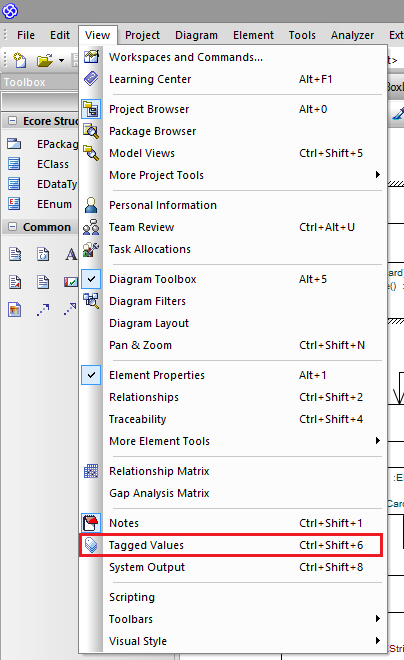 File Edit View Project Diagram Element Tools Analyzer Ext
Toolbox
Workspaces and Commands...
Learning Center Alt+F1
Ecore Struc
Project Browser Alt+0
Package Browser
EPackag
Model Views Ctrl+Shift+5
EClass
More Project Tools
EDataTy
EEnum
Personal Information
Common
Team Review Ctrl+Alt+U
Task Allocations
Diagram Toolbox Alt+5
Diagram Filters
Diagram Layout
Pan & Zoom Ctrl+Shift+N
Element Properties Alt+1
Relationships Ctrl+Shift+2
Traceability Ctrl+Shift+4
More Element Tools
Relationship Matrix
Gap Analysis Matrix
Notes Ctrl+Shift+1
Tagged Values Ctrl+Shift+6
System Output Ctrl+Shift+8
Scripting
Toolbars
Visual Style